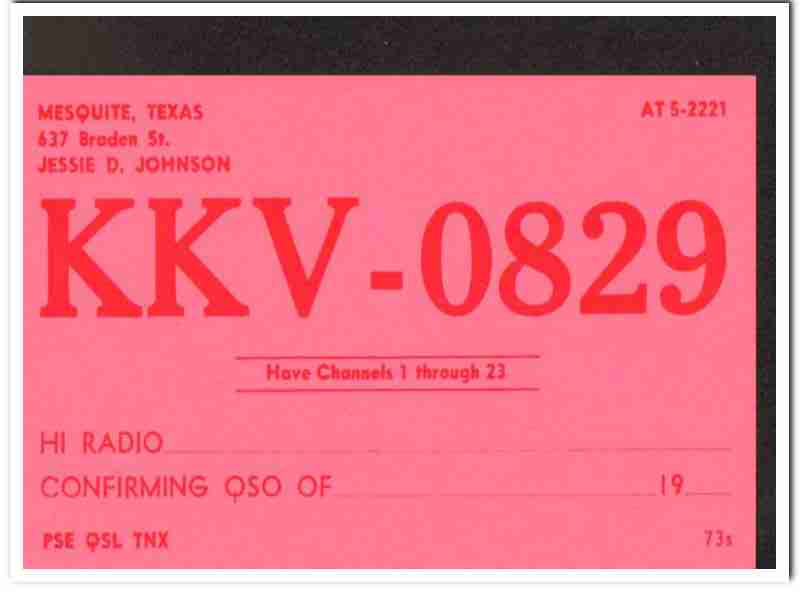 MESQUITE, TEXAS
AT 5-2221
637 Braden St.
JESSIE D. JOHNSON
KKV-0829
Have Channels 1 through 23
HI RADIO
CONFIRMING QSO OF 19
PSE QSL TNX
73s